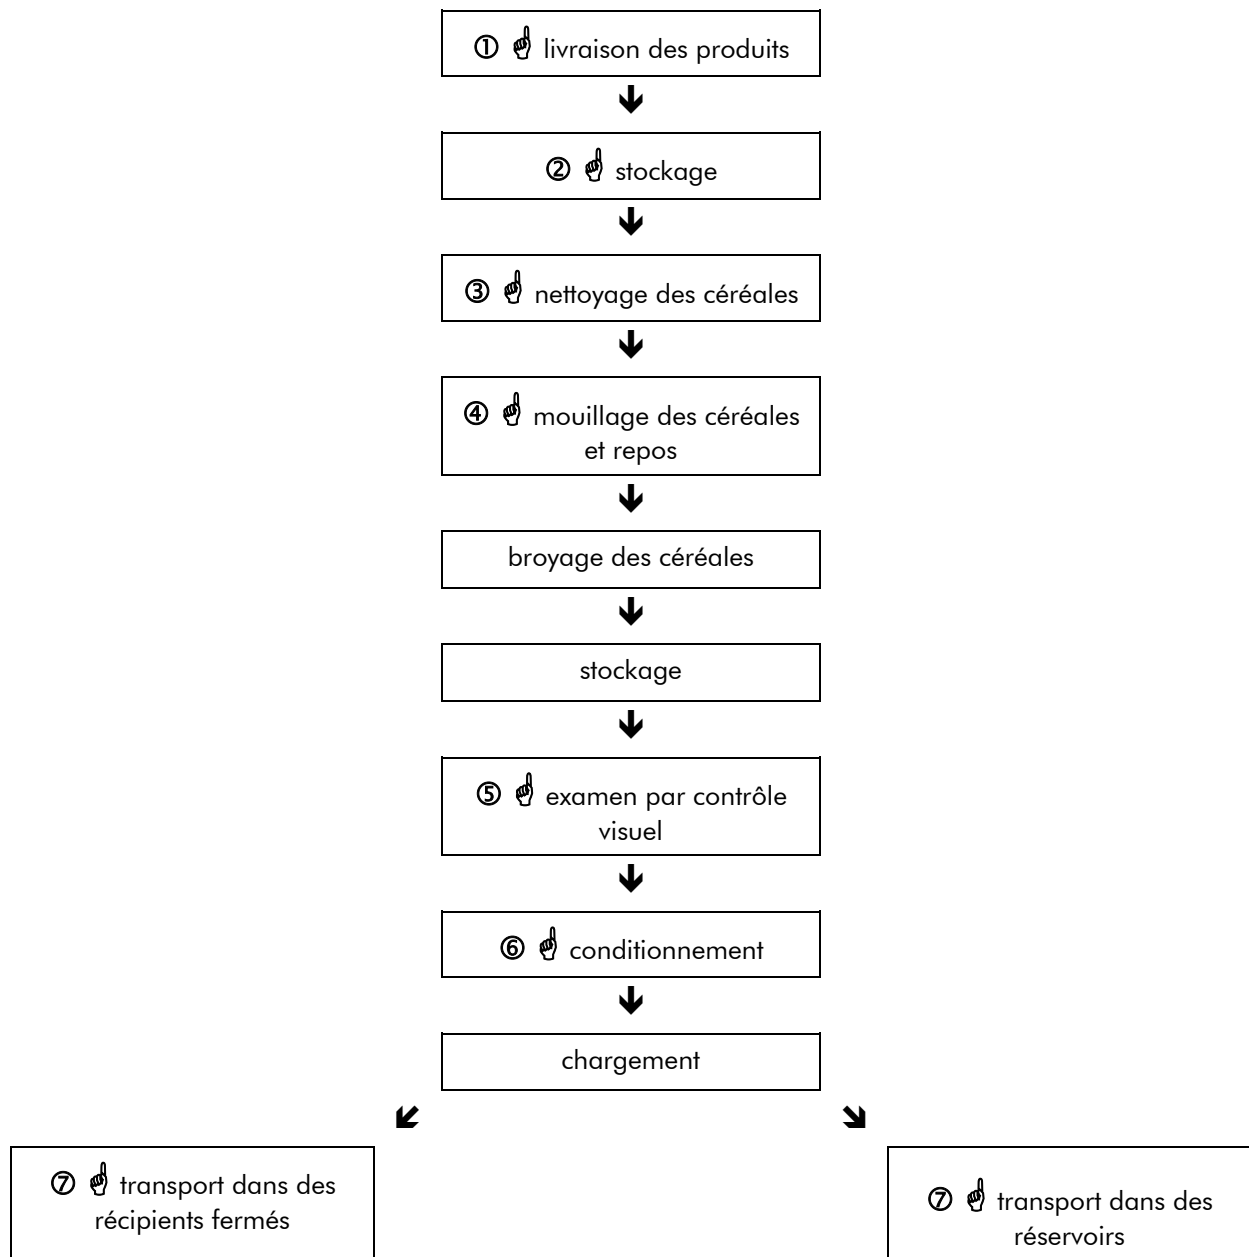 ① ☝ livraison des produits
② ☝ stockage
③ ☝ nettoyage des céréales
④ ☝ mouillage des céréales
et repos
broyage des céréales
stockage
⑤ ☝ examen par contrôle
visuel
⑥ ☝ conditionnement
chargement
⑦ ☝ transport dans des
récipients fermés
⑦ ☝ transport dans des
réservoirs